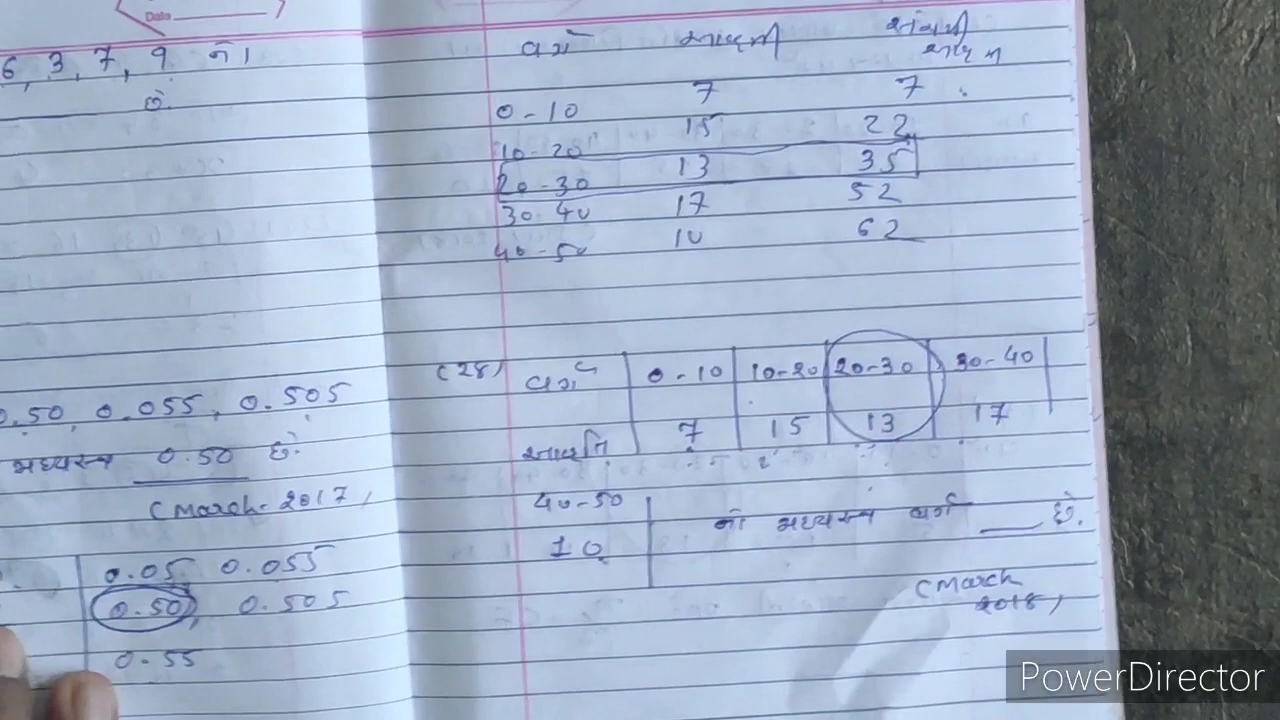 Date
6, 3, 7, 9 નો
છે.
0.50, 0.055, 0.505
મધ્યસ્થ 0.50 છે.
(March-2017)
0.05 0.055
0.50, 0.505
0.55
વર્ગ આવૃત્તિ સંચયી
આવૃત્તિ
0-10 7 7
10-20 15 22
20-30 13 35
30-40 17 52
40-50 10 62
(28) વર્ગ 0-10 10-20 20-30 30-40
આવૃત્તિ 7 15 13 17
40-50
10 નો મધ્યસ્થ વર્ગ ___ છે.
(March
2018)
PowerDirector